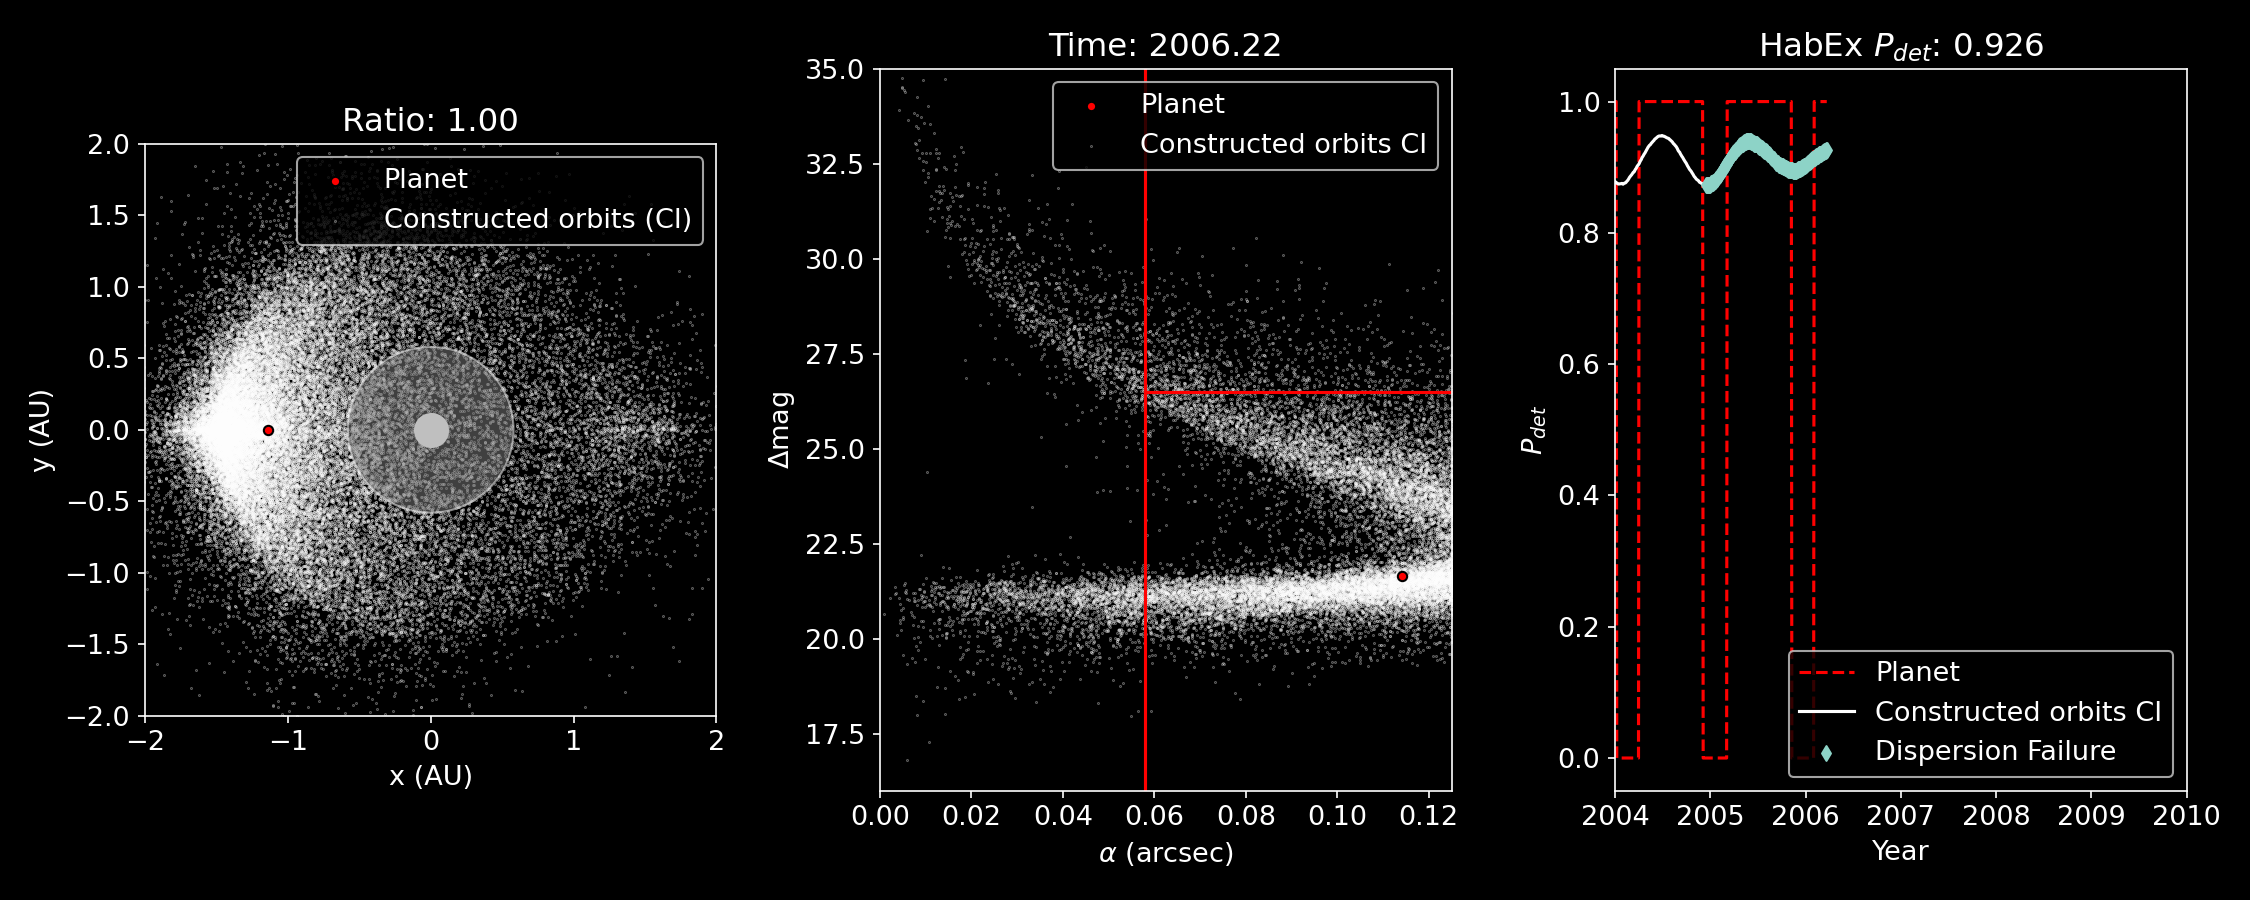 Ratio: 1.00
2.0
1.5
1.0
0.5
0.0
−0.5
−1.0
−1.5
−2.0
−2
−1
0
1
2
x (AU)
y (AU)
Planet
Constructed orbits (CI)
Time: 2006.22
35.0
32.5
30.0
27.5
25.0
22.5
20.0
17.5
0.00
0.02
0.04
0.06
0.08
0.10
0.12
α (arcsec)
Δmag
Planet
Constructed orbits CI
HabEx P_det: 0.926
1.0
0.8
0.6
0.4
0.2
0.0
2004
2005
2006
2007
2008
2009
2010
Year
P_det
Planet
Constructed orbits CI
Dispersion Failure